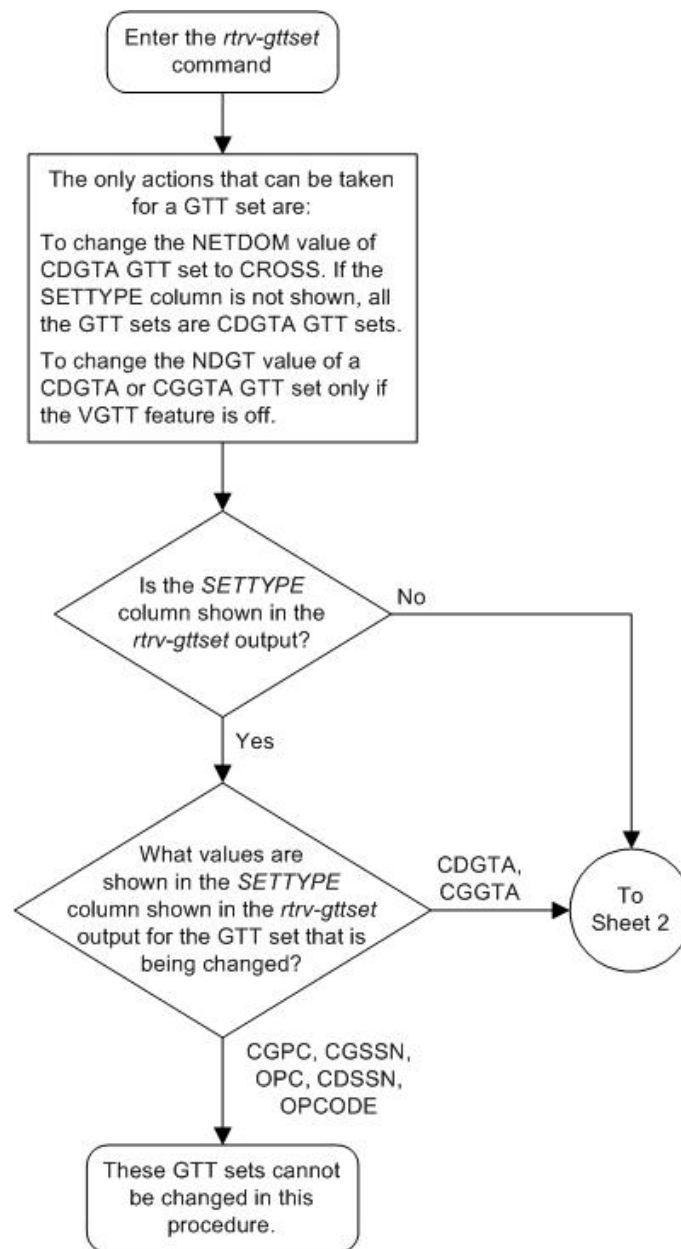 Enter the rtrv-gttset
command
The only actions that can be taken
for a GTT set are:
To change the NETDOM value of
CDGTA GTT set to CROSS. If the
SETTYPE column is not shown, all
the GTT sets are CDGTA GTT sets.
To change the NDGT value of a
CDGTA or CGGTA GTT set only if
the VGTT feature is off.
Is the SETTYPE
column shown in the
rtrv-gttset output?
No
Yes
What values are
shown in the SETTYPE
column shown in the rtrv-gttset
output for the GTT set that is
being changed?
CDGTA,
CGGTA
To
Sheet 2
CGPC, CGSSN,
OPC, CDSSN,
OPCODE
These GTT sets cannot
be changed in this
procedure.